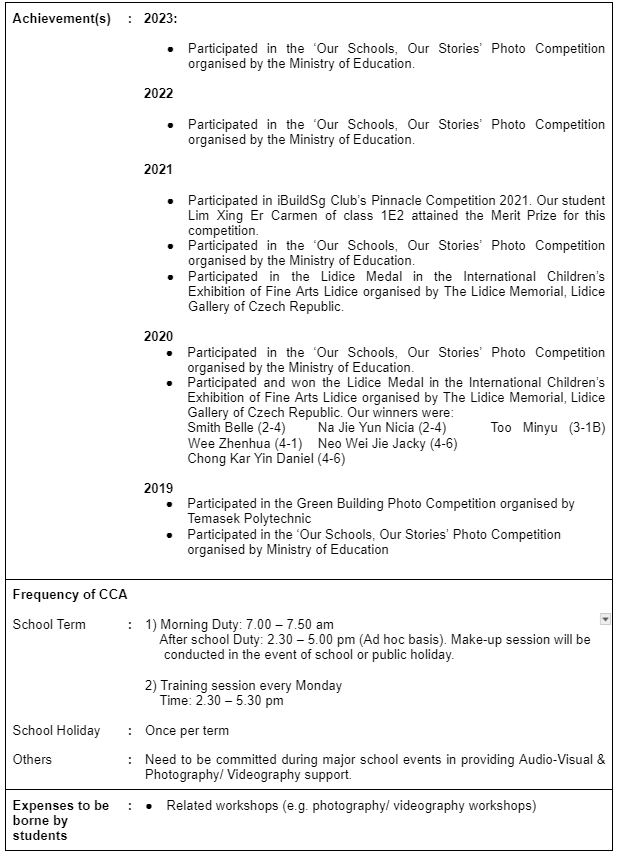 Achievement(s) : 2023:
● Participated in the ‘Our Schools, Our Stories’ Photo Competition
organised by the Ministry of Education.
2022
● Participated in the ‘Our Schools, Our Stories’ Photo Competition
organised by the Ministry of Education.
2021
● Participated in iBuildSg Club’s Pinnacle Competition 2021. Our student
Lim Xing Er Carmen of class 1E2 attained the Merit Prize for this
competition.
● Participated in the ‘Our Schools, Our Stories’ Photo Competition
organised by the Ministry of Education.
● Participated in the Lidice Medal in the International Children’s
Exhibition of Fine Arts Lidice organised by The Lidice Memorial, Lidice
Gallery of Czech Republic.
2020
● Participated in the ‘Our Schools, Our Stories’ Photo Competition
organised by the Ministry of Education.
● Participated and won the Lidice Medal in the International Children’s
Exhibition of Fine Arts Lidice organised by The Lidice Memorial, Lidice
Gallery of Czech Republic. Our winners were:
Smith Belle (2-4) Na Jie Yun Nicia (2-4) Too Minyu (3-1B)
Wee Zhenhua (4-1) Neo Wei Jie Jacky (4-6)
Chong Kar Yin Daniel (4-6)
2019
● Participated in the Green Building Photo Competition organised by
Temasek Polytechnic
● Participated in the ‘Our Schools, Our Stories’ Photo Competition
organised by Ministry of Education
Frequency of CCA
School Term : 1) Morning Duty: 7.00 – 7.50 am
After school Duty: 2.30 – 5.00 pm (Ad hoc basis). Make-up session will be
conducted in the event of school or public holiday.
2) Training session every Monday
Time: 2.30 – 5.30 pm
School Holiday : Once per term
Others : Need to be committed during major school events in providing Audio-Visual &
Photography/ Videography support.
Expenses to be : ● Related workshops (e.g. photography/ videography workshops)
borne by
students